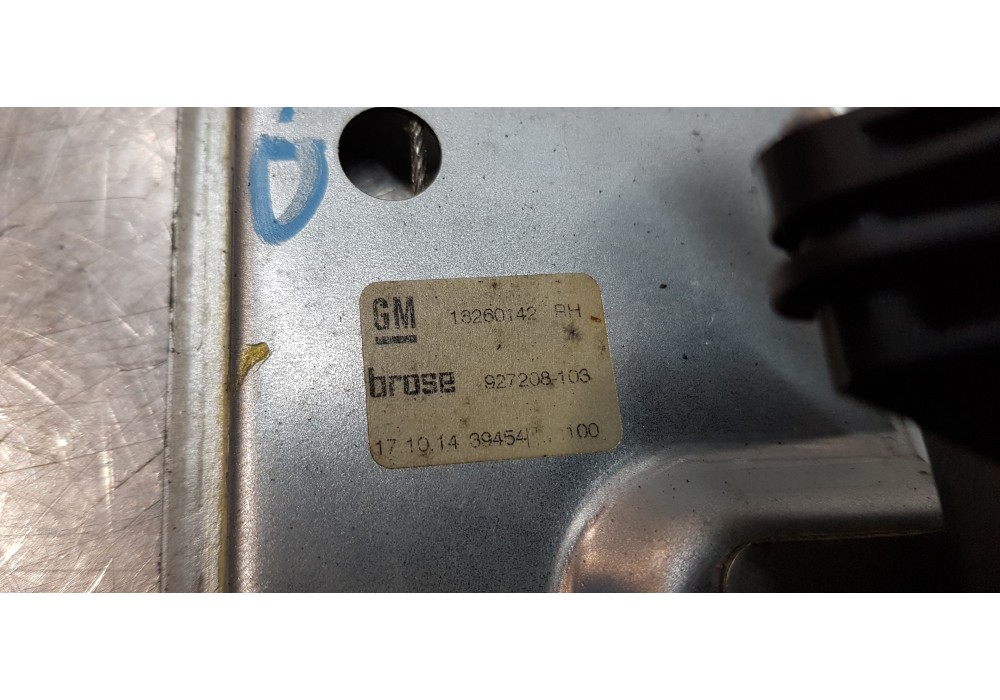 GM 13260142 RH
brose 927208-103
17.10.14 39454 100